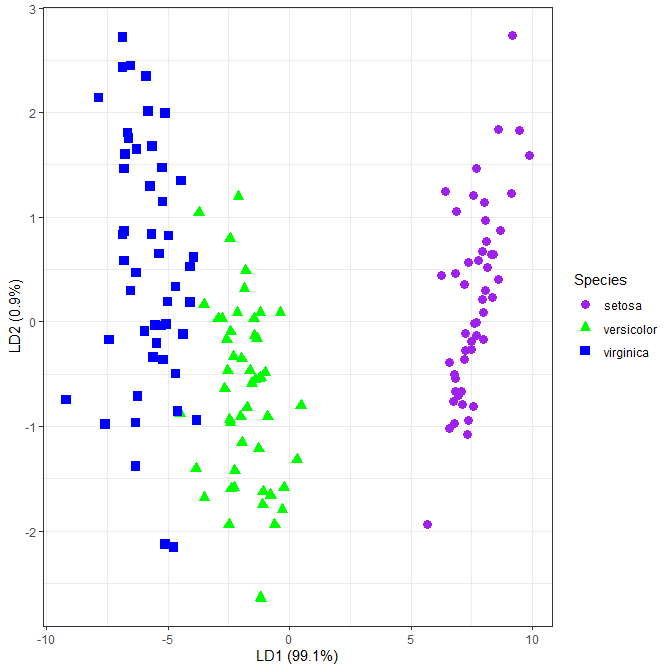 3
2
1
0
-1
-2
LD2 (0.9%)
-10
-5
0
5
10
LD1 (99.1%)
Species
setosa
versicolor
virginica